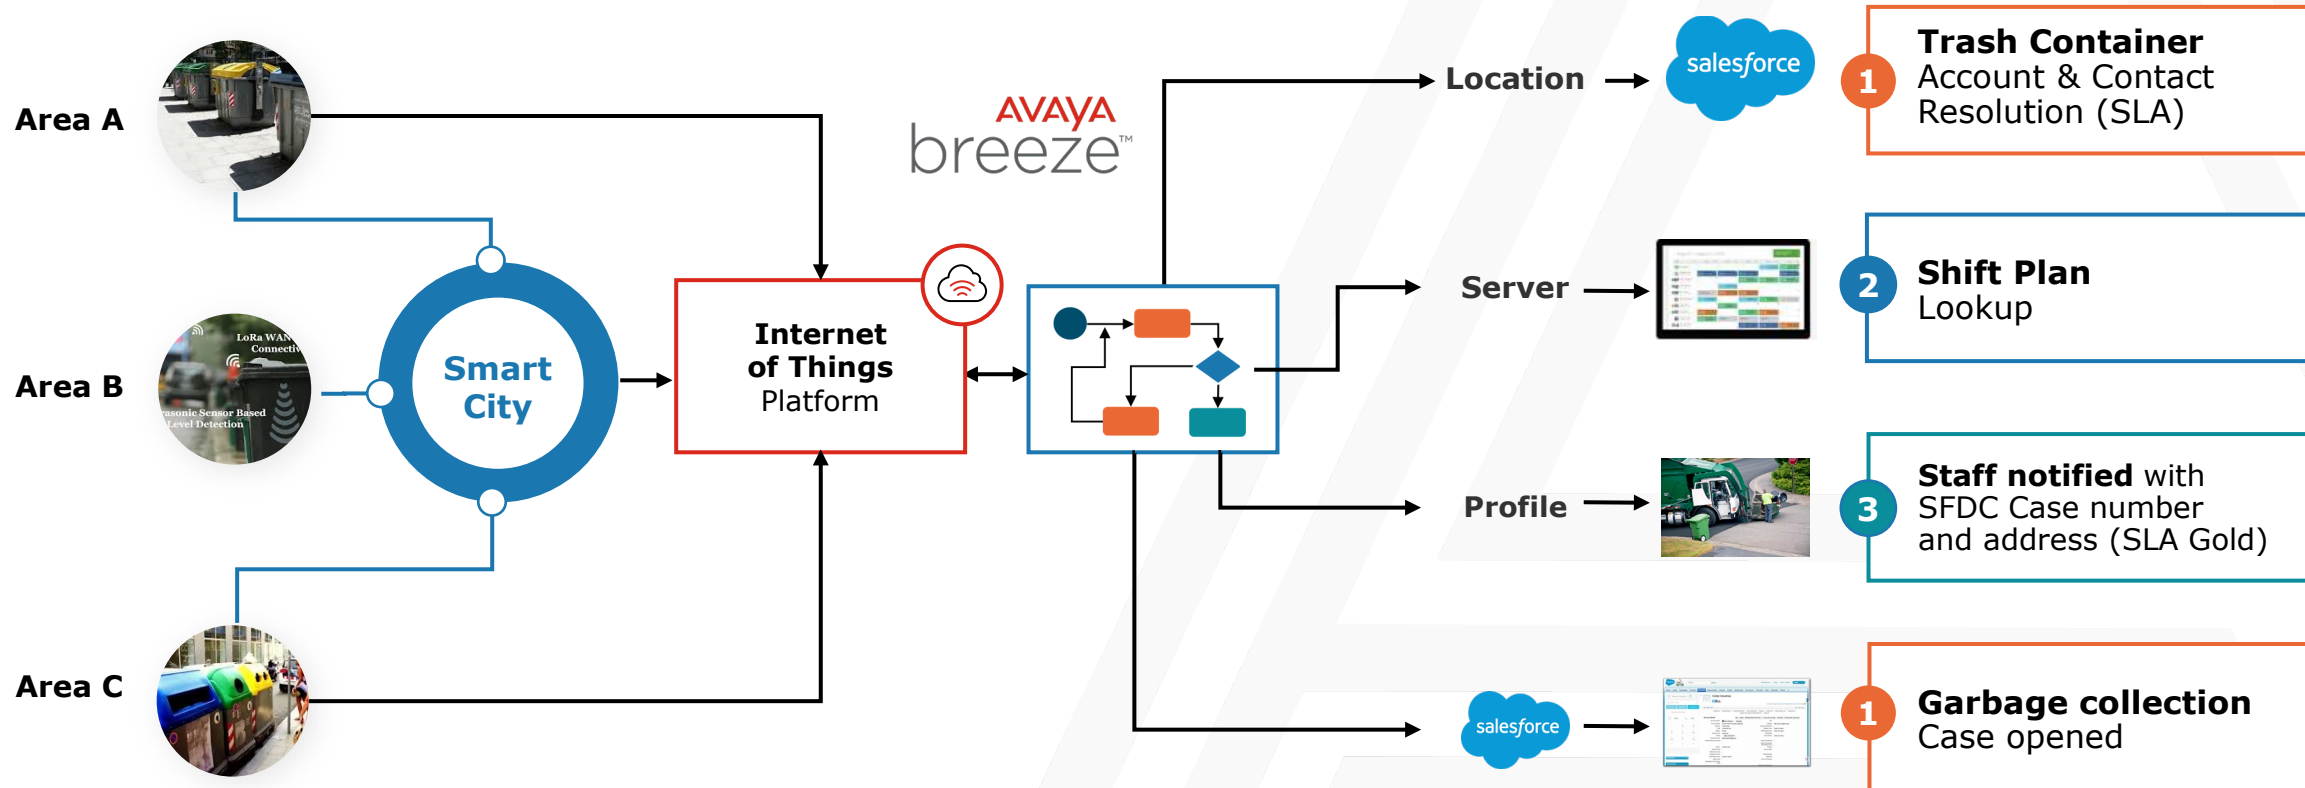 Area A
Area B
Area C
LoRa WAN
Sensor Based
Level Detection
Smart
City
Internet
of Things
Platform
AVAYA
breeze™
Location
salesforce
1
Trash Container
Account & Contact
Resolution (SLA)
Server
2
Shift Plan
Lookup
Profile
3
Staff notified with
SFDC Case number
and address (SLA Gold)
salesforce
1
Garbage collection
Case opened